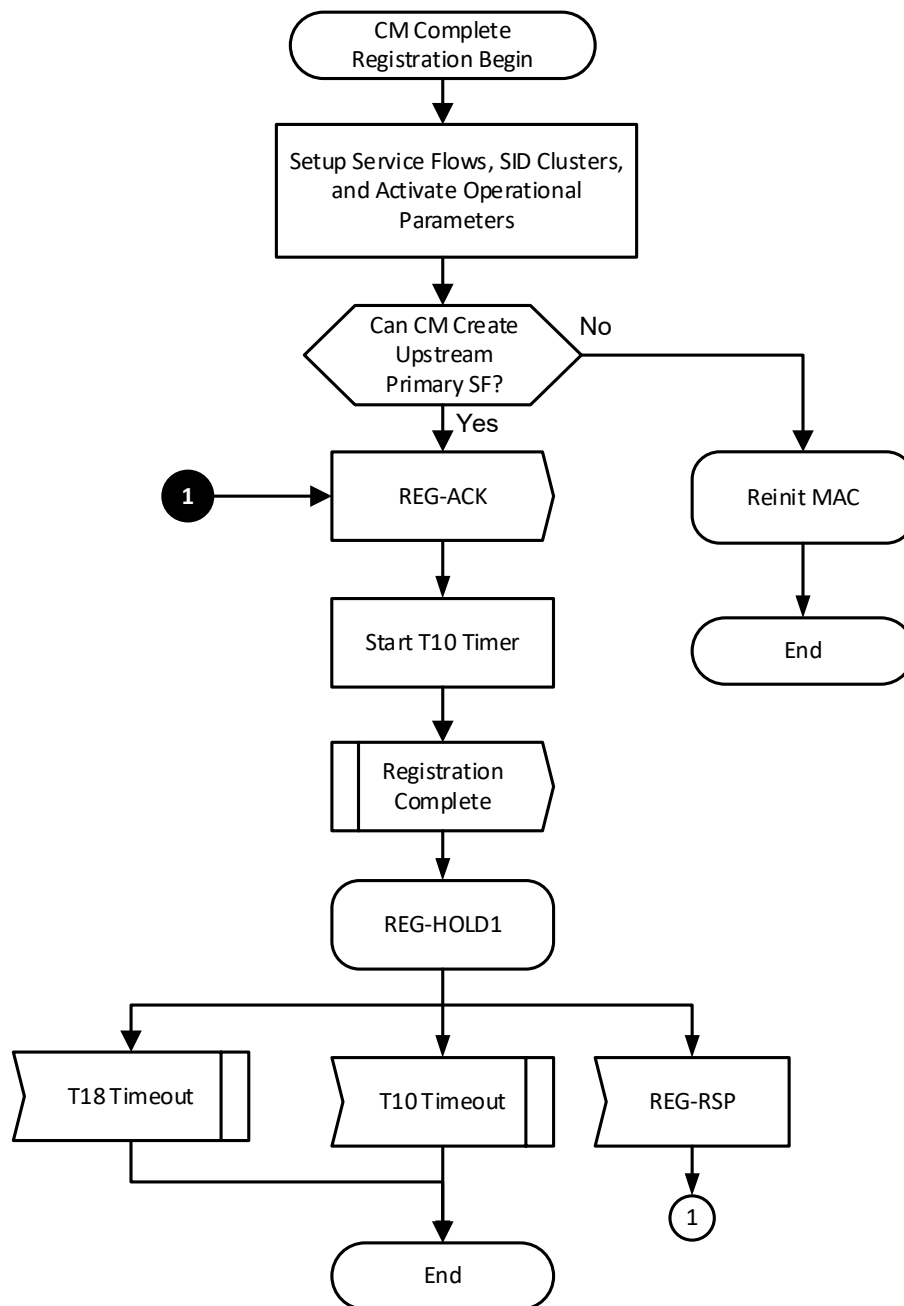 CM Complete
Registration Begin
Setup Service Flows, SID Clusters,
and Activate Operational
Parameters
Can CM Create
Upstream
Primary SF?
No
Yes
1
REG-ACK
Reinit MAC
Start T10 Timer
End
Registration
Complete
REG-HOLD1
T18 Timeout
T10 Timeout
REG-RSP
1
End